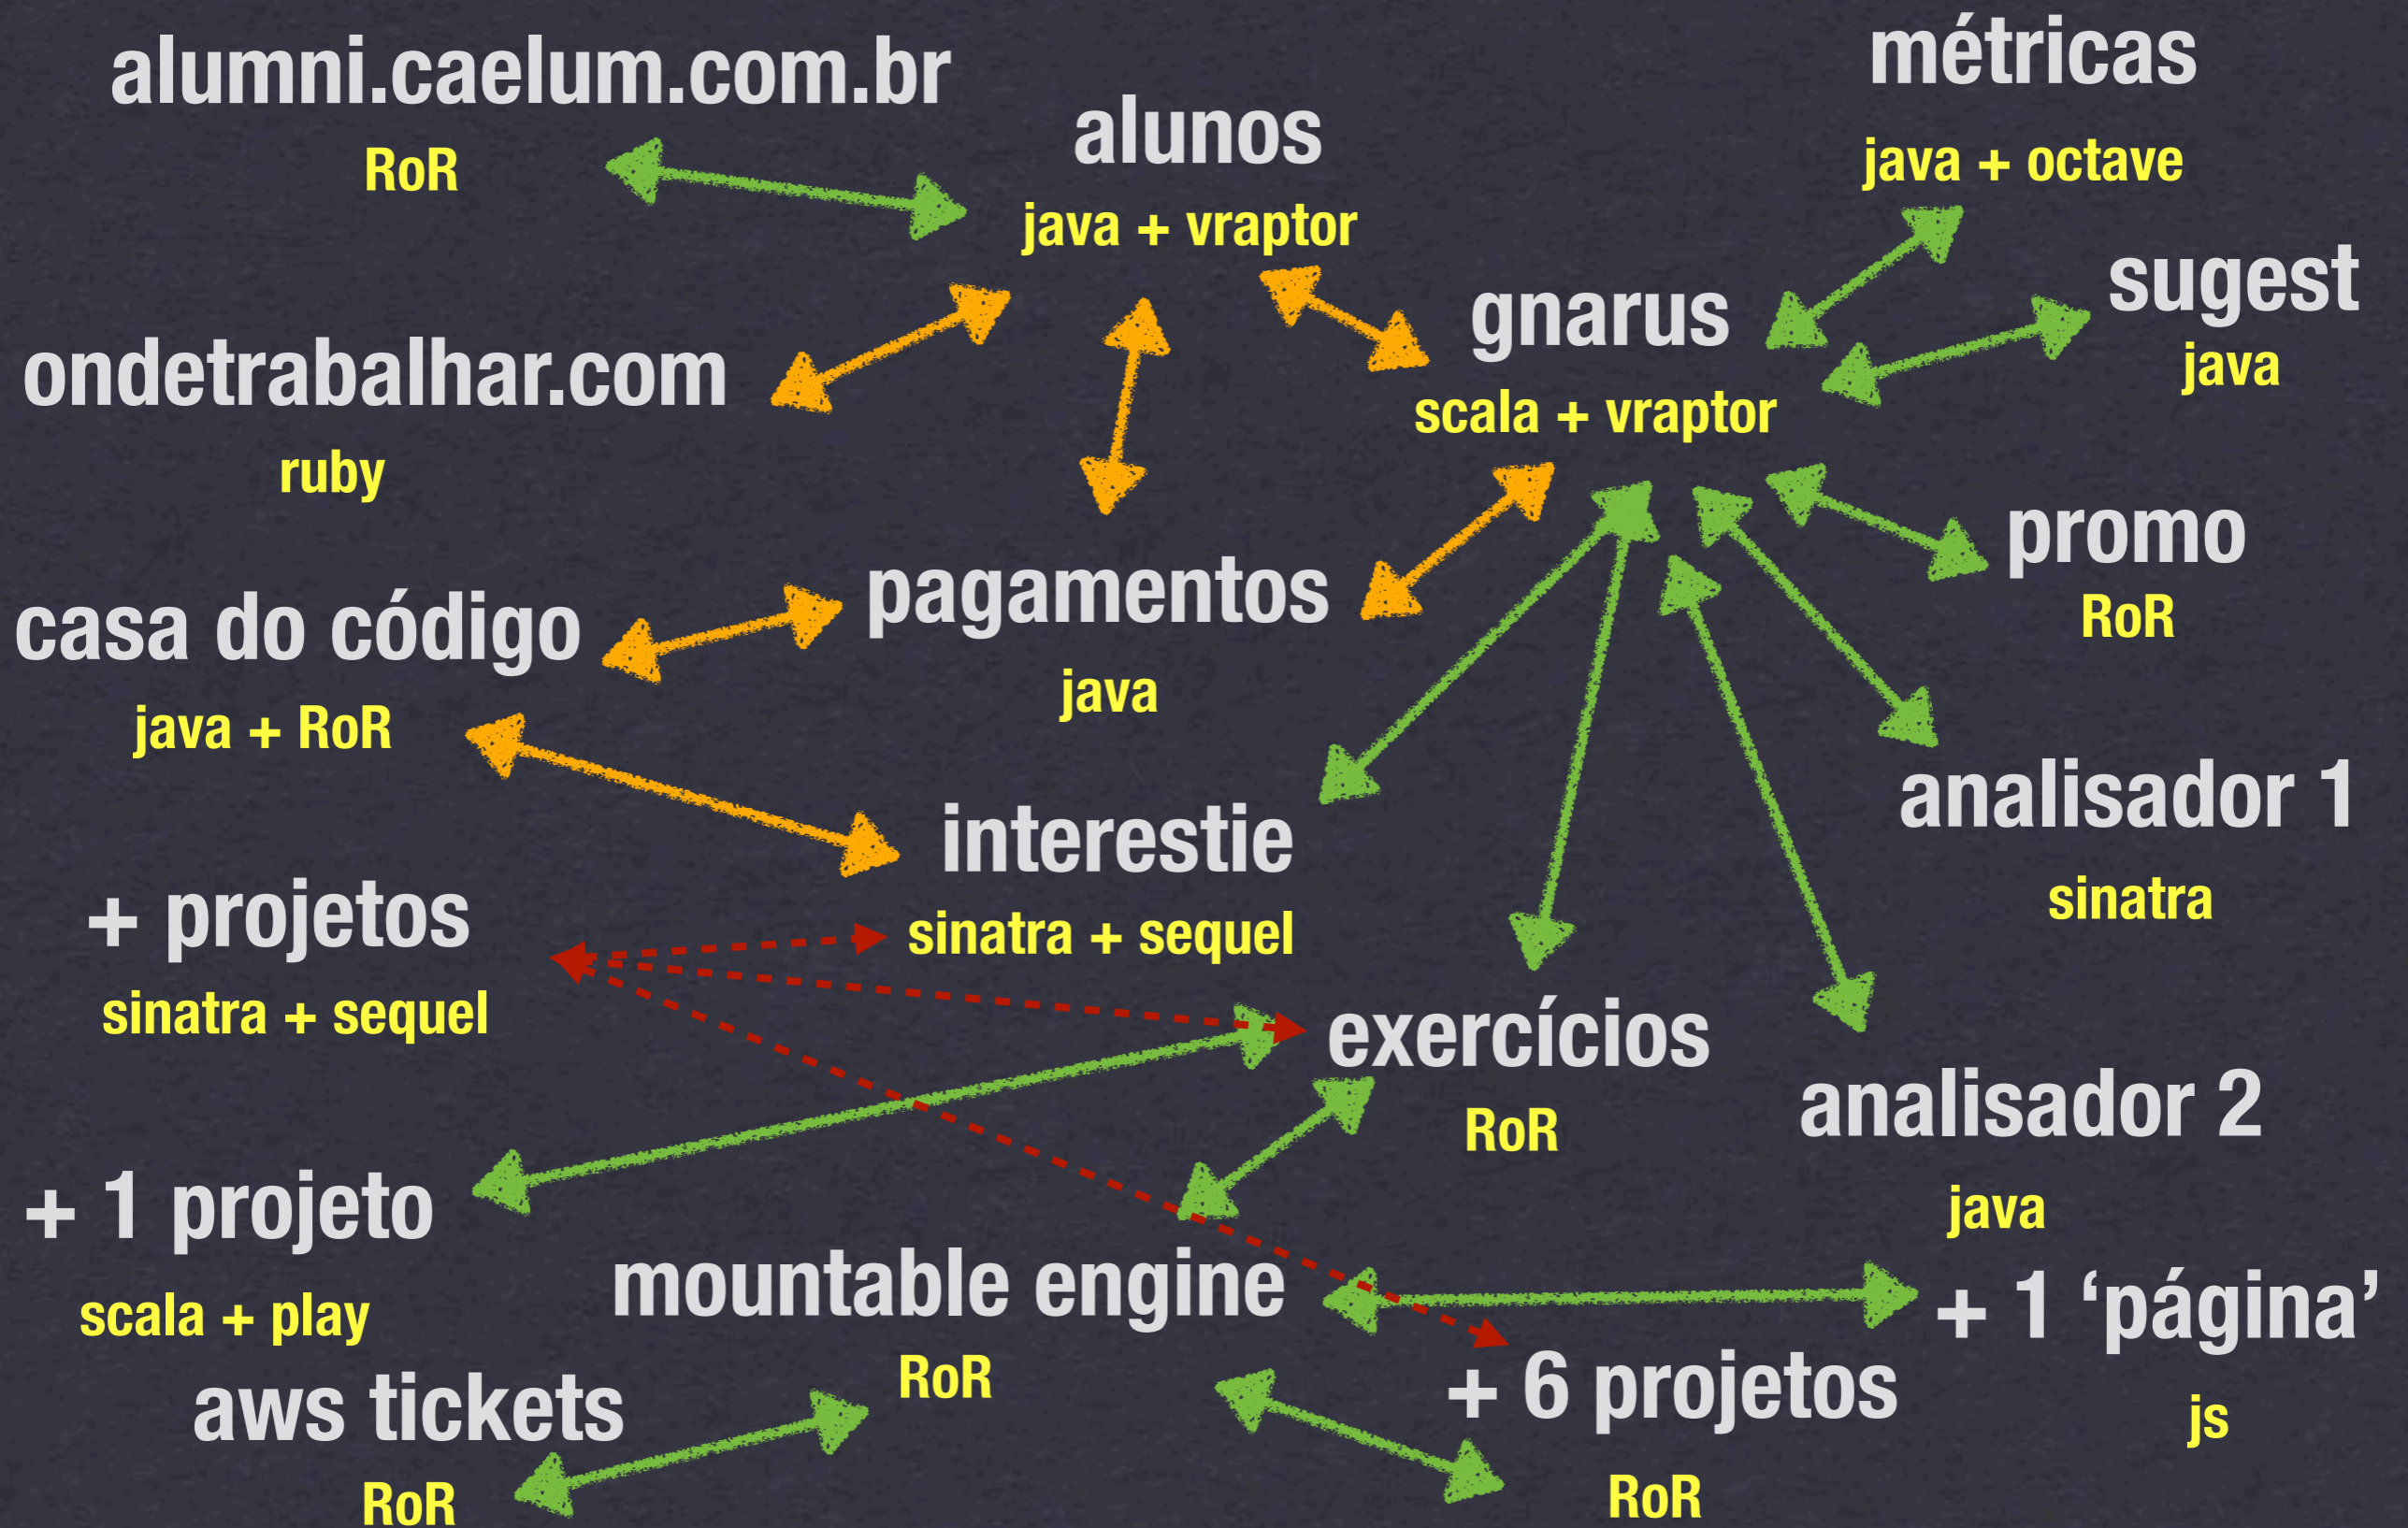 alumni.caelum.com.br
RoR
alunos
java + vraptor
métricas
java + octave
ondetrabalhar.com
ruby
gnarus
scala + vraptor
sugest
java
casa do código
java + RoR
pagamentos
java
promo
RoR
interestie
sinatra + sequel
analisador 1
sinatra
+ projetos
sinatra + sequel
exercícios
RoR
analisador 2
java
+ 1 projeto
scala + play
mountable engine
RoR
+ 1 ‘página’
js
aws tickets
RoR
+ 6 projetos
RoR